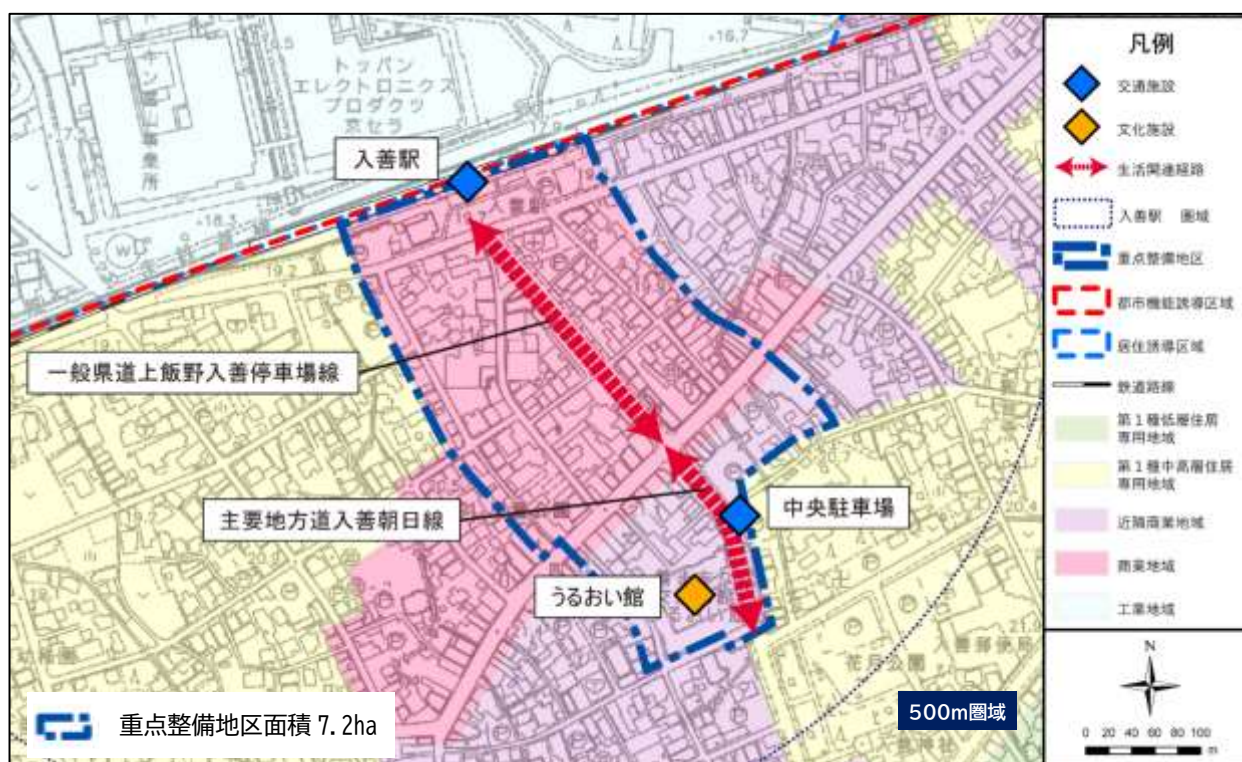 トッパン
エレクトロニクス
プロダクツ
京セラ
入善駅
一般県道上飯野入善停車場線
主要地方道入善朝日線
中央駐車場
うるおい館
花月公園
重点整備地区面積 7.2ha
500m圏域
凡例
交通施設
文化施設
生活関連経路
入善駅 圏域
重点整備地区
都市機能誘導区域
居住誘導区域
鉄道路線
第1種低層住居
専用地域
第1種中高層住居
専用地域
近隣商業地域
商業地域
工業地域
N
0 20 40 60 80 100
m